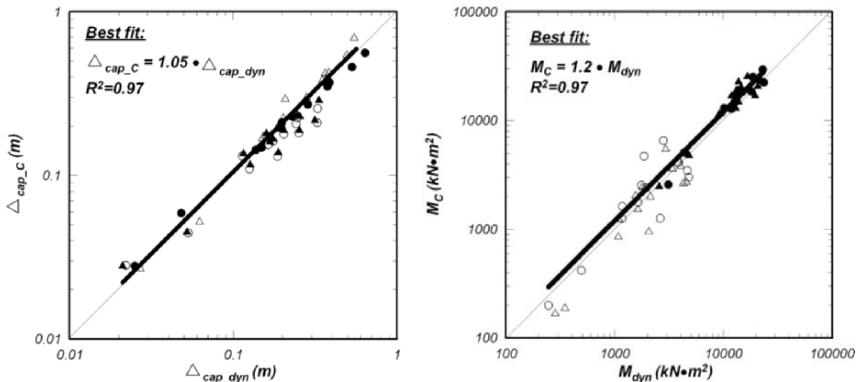 Best fit:
△cap_C = 1.05 • △cap_dyn
R²=0.97
1
0.1
0.01
△cap_C (m)
0.01
0.1
1
△cap_dyn (m)
Best fit:
MC = 1.2 • Mdyn
R²=0.97
100000
10000
1000
100
MC (kN•m²)
100
1000
10000
100000
Mdyn (kN•m²)